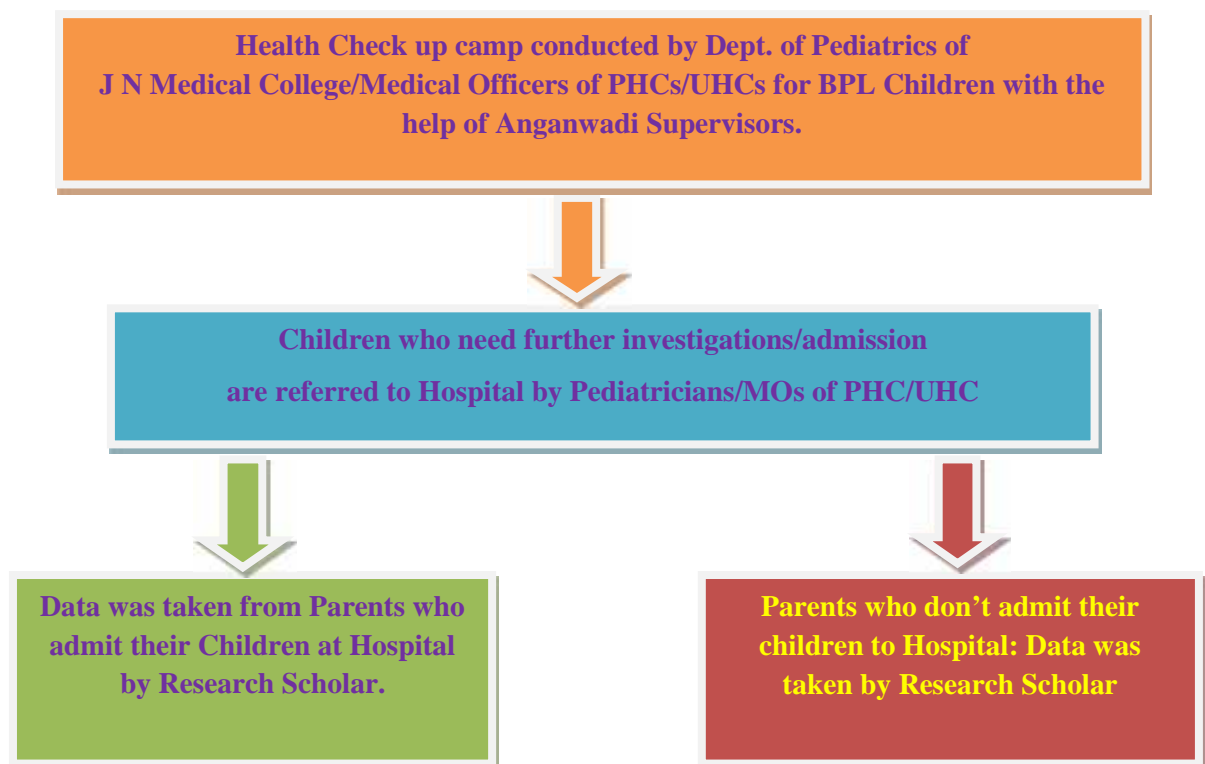 Health Check up camp conducted by Dept. of Pediatrics of
J N Medical College/Medical Officers of PHCs/UHCs for BPL Children with the
help of Anganwadi Supervisors.
Children who need further investigations/admission
are referred to Hospital by Pediatricians/MOs of PHC/UHC
Data was taken from Parents who
admit their Children at Hospital
by Research Scholar.
Parents who don’t admit their
children to Hospital: Data was
taken by Research Scholar